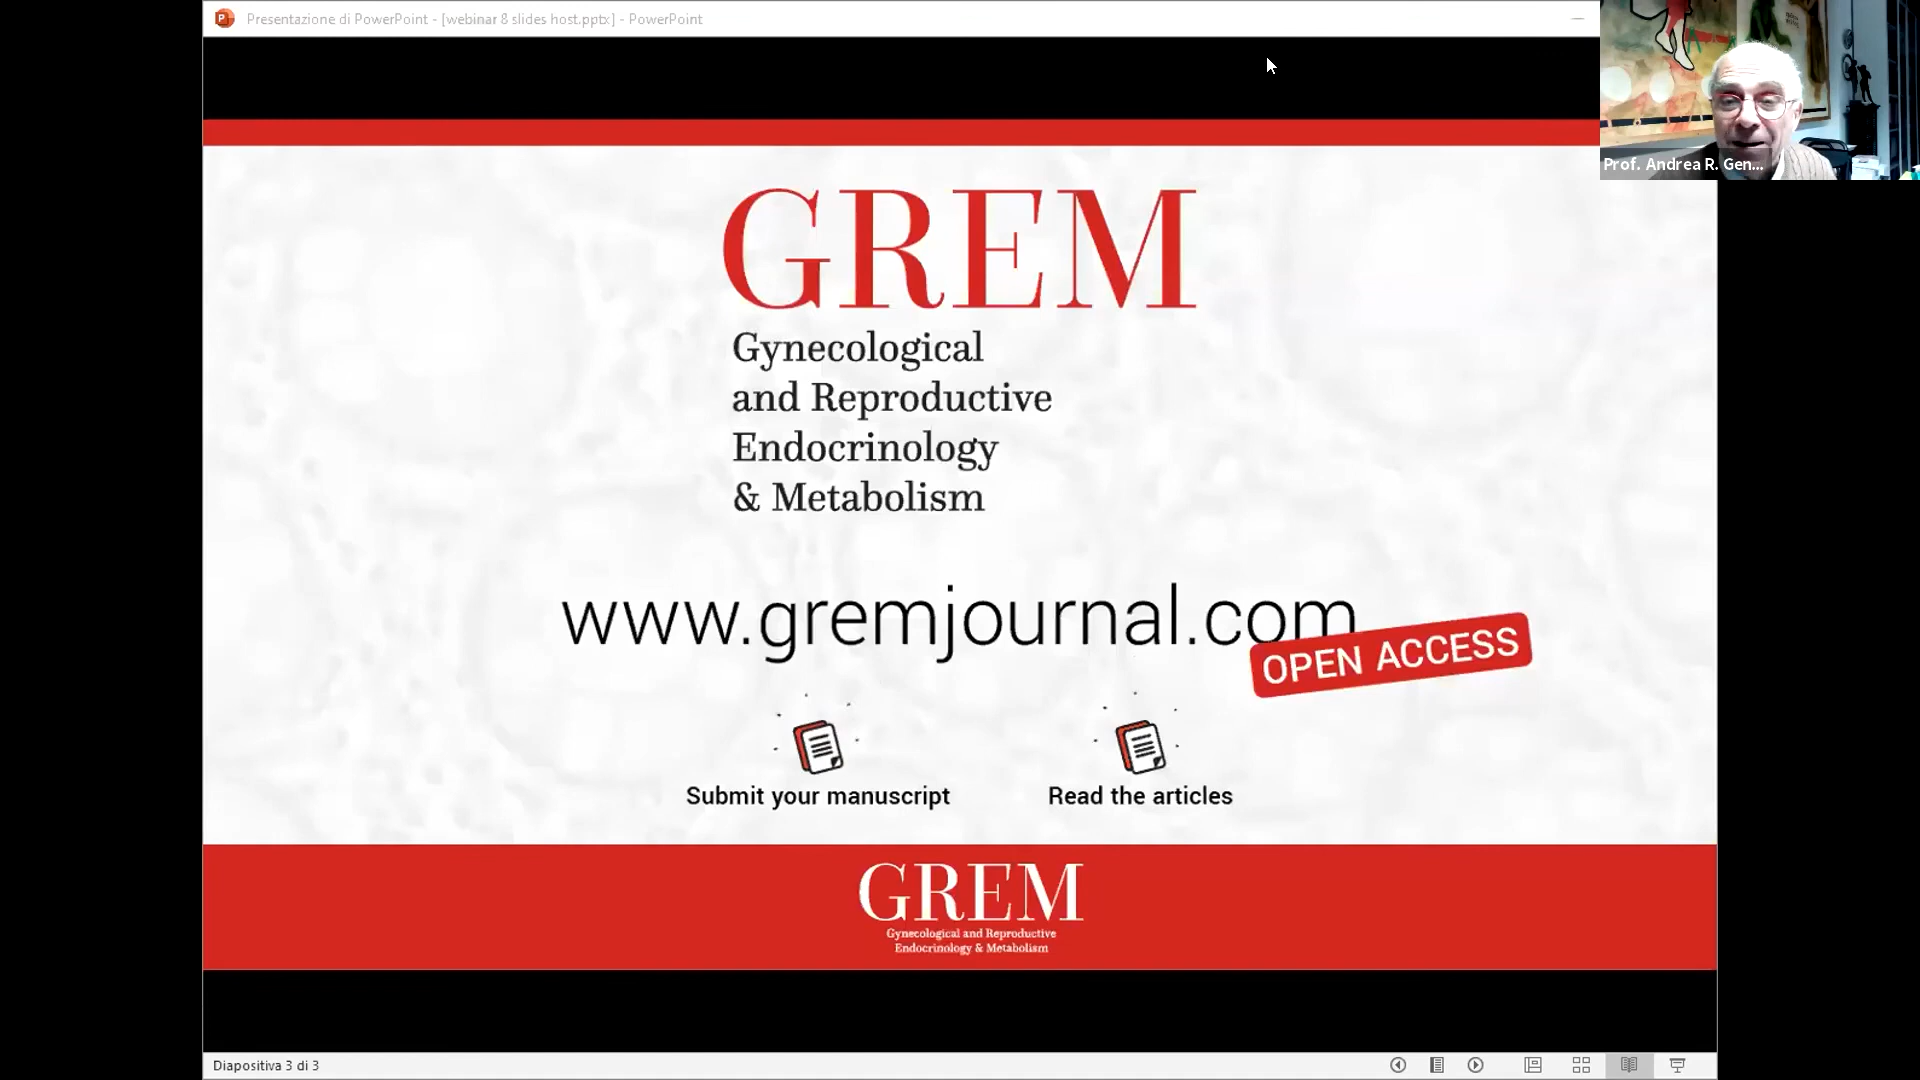 Presentazione di PowerPoint - [webinar 8 slides host.pptx] - PowerPoint
Prof. Andrea R. Gen...
GREM
Gynecological
and Reproductive
Endocrinology
& Metabolism
www.gremjournal.com
OPEN ACCESS
Submit your manuscript
Read the articles
GREM
Gynecological and Reproductive
Endocrinology & Metabolism
Diapositiva 3 di 3